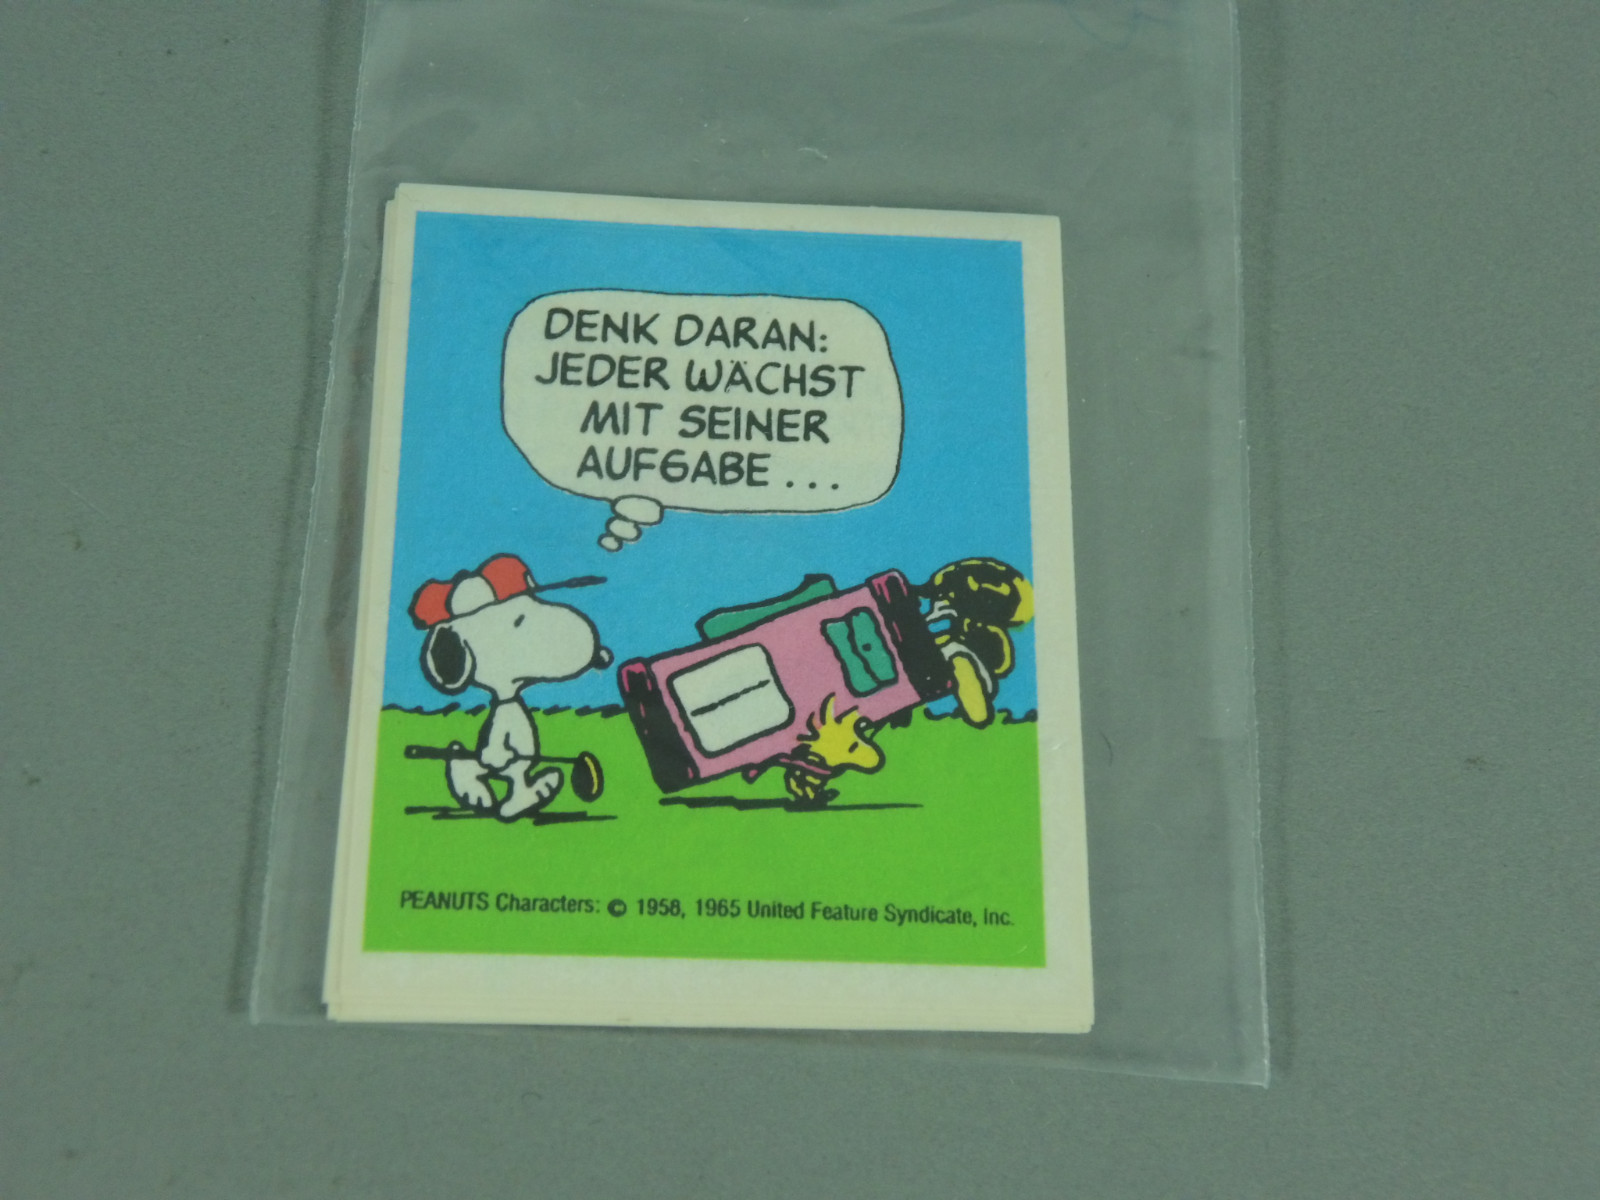 DENK DARAN:
JEDER WÄCHST
MIT SEINER
AUFGABE...
PEANUTS Characters: © 1958, 1965 United Feature Syndicate, Inc.